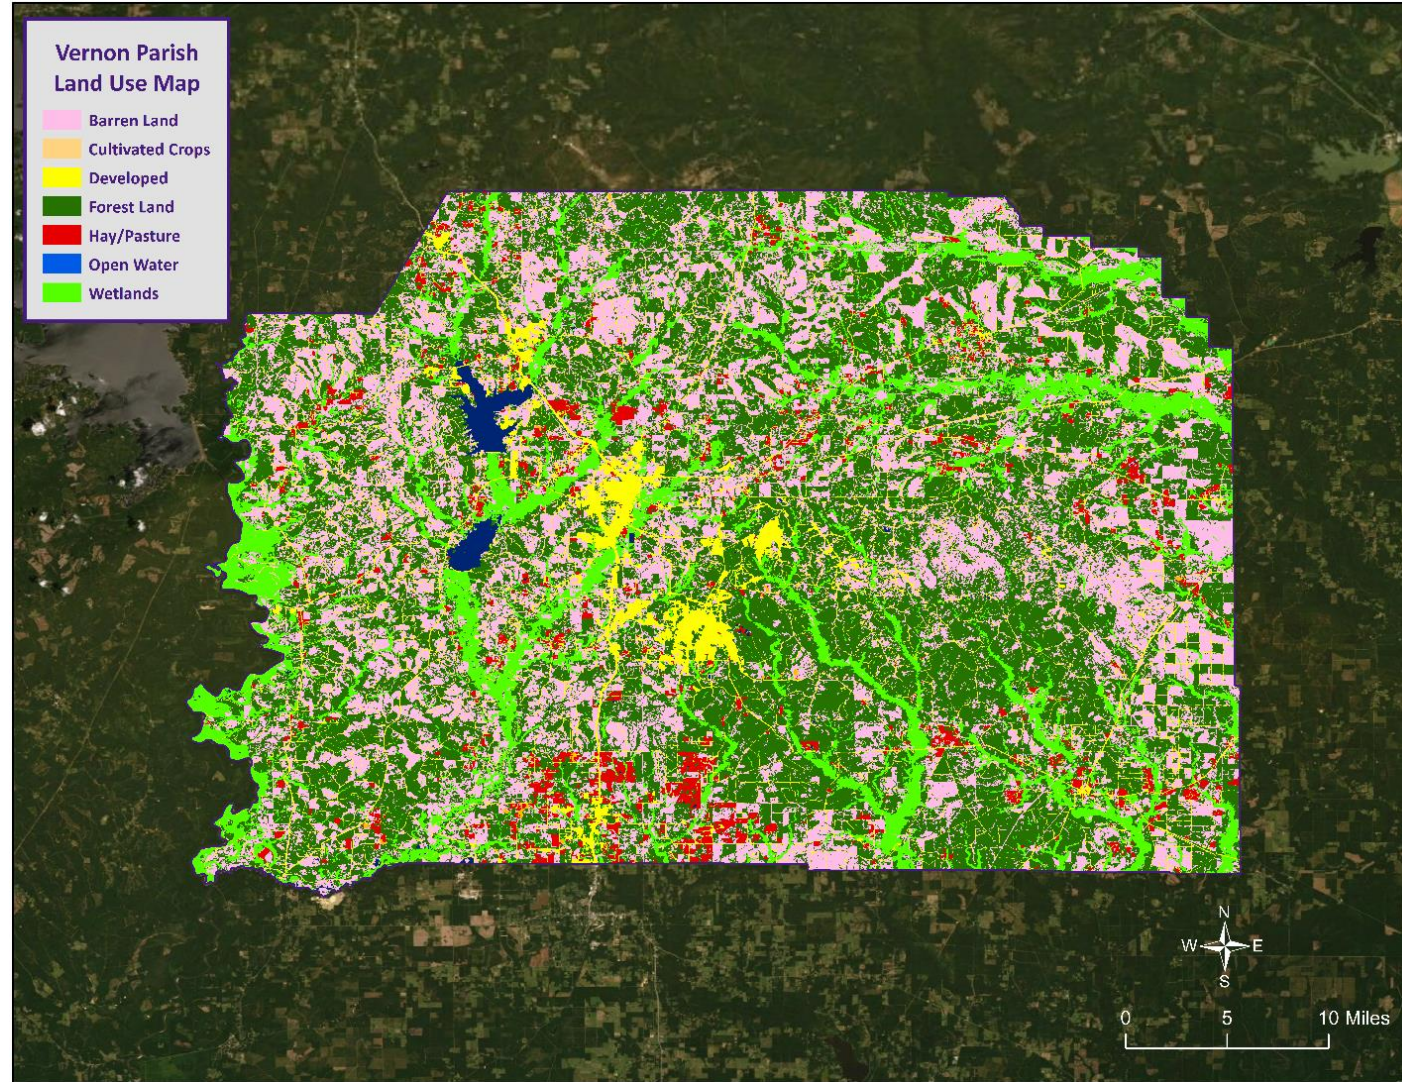 Vernon Parish
Land Use Map
Barren Land
Cultivated Crops
Developed
Forest Land
Hay/Pasture
Open Water
Wetlands
N
W E
S
0 5 10 Miles